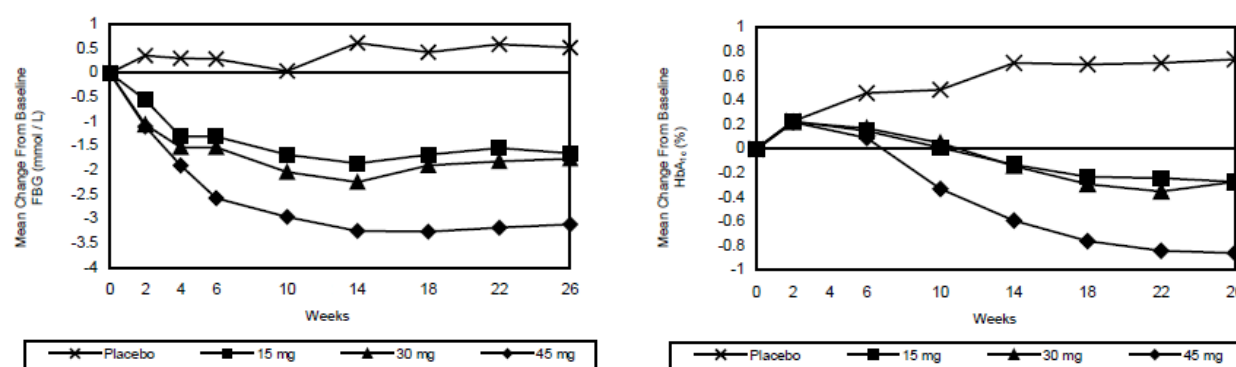 Mean Change From Baseline
FBG (mmol / L)
1
0.5
0
-0.5
-1
-1.5
-2
-2.5
-3
-3.5
-4
0 2 4 6 10 14 18 22 26
Weeks
Placebo 15 mg 30 mg 45 mg
Mean Change From Baseline
HbA₁c (%)
1
0.8
0.6
0.4
0.2
0
-0.2
-0.4
-0.6
-0.8
-1
0 2 4 6 10 14 18 22
Weeks
Placebo 15 mg 30 mg 45 mg